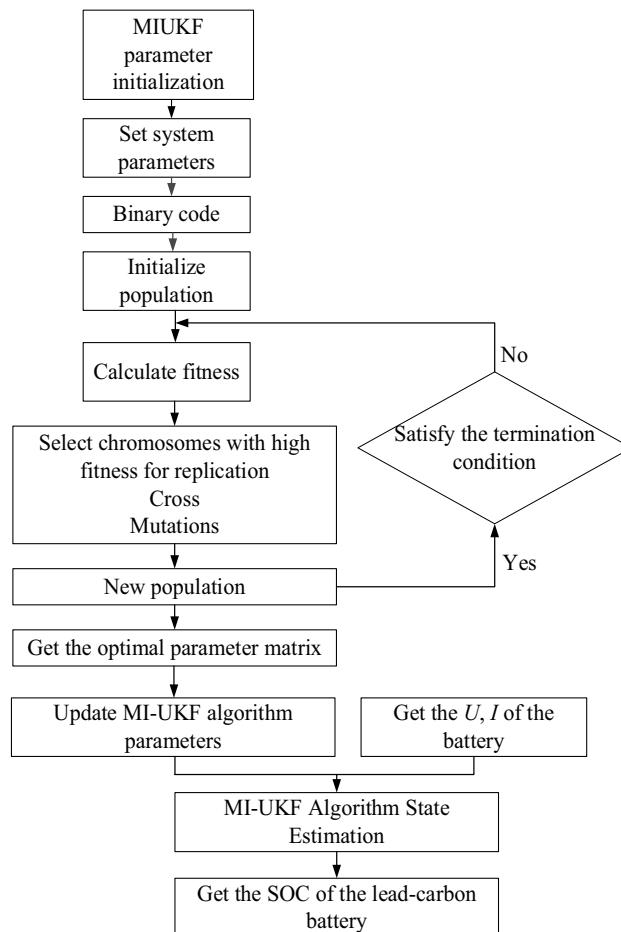 MIUKF
parameter
initialization
Set system
parameters
Binary code
Initialize
population
No
Calculate fitness
Satisfy the termination
condition
Select chromosomes with high
fitness for replication
Cross
Mutations
Yes
New population
Get the optimal parameter matrix
Update MI-UKF algorithm
parameters
Get the U, I of the
battery
MI-UKF Algorithm State
Estimation
Get the SOC of the lead-carbon
battery